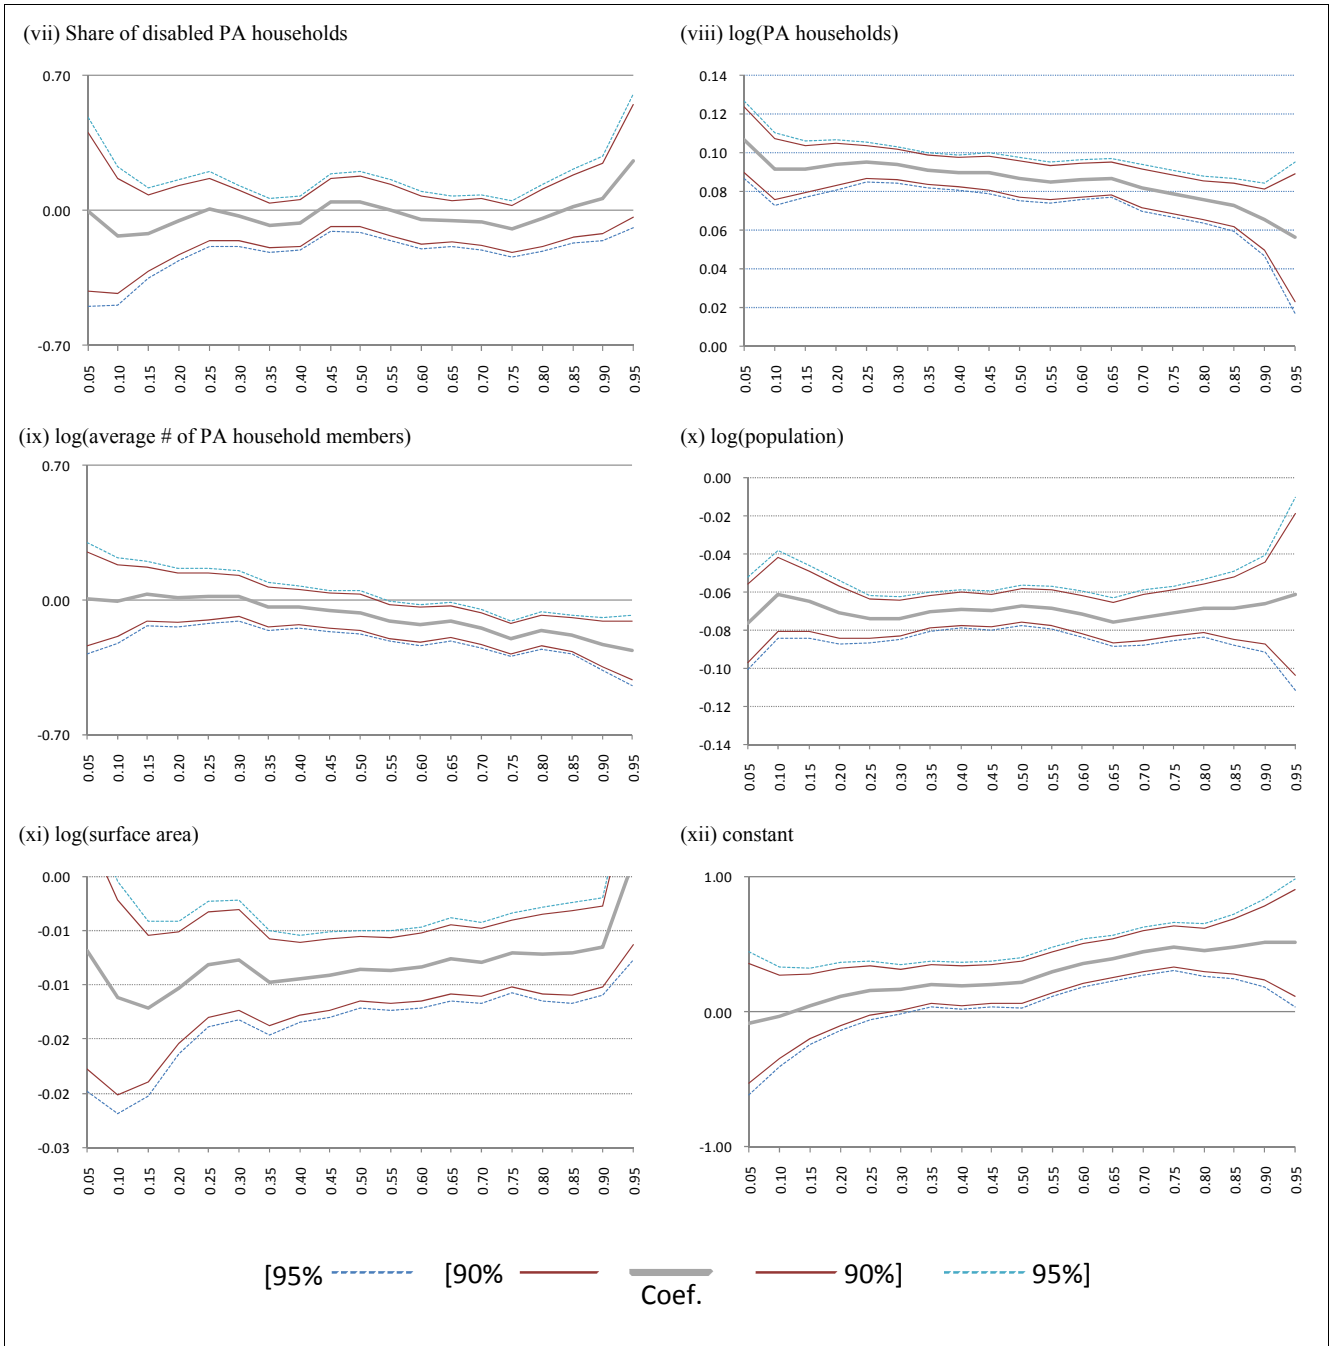 (vii) Share of disabled PA households
0.70
0.00
-0.70
0.05 0.10 0.15 0.20 0.25 0.30 0.35 0.40 0.45 0.50 0.55 0.60 0.65 0.70 0.75 0.80 0.85 0.90 0.95
(viii) log(PA households)
0.14
0.12
0.10
0.08
0.06
0.04
0.02
0.00
0.05 0.10 0.15 0.20 0.25 0.30 0.35 0.40 0.45 0.50 0.55 0.60 0.65 0.70 0.75 0.80 0.85 0.90 0.95
(ix) log(average # of PA household members)
0.70
0.00
-0.70
0.05 0.10 0.15 0.20 0.25 0.30 0.35 0.40 0.45 0.50 0.55 0.60 0.65 0.70 0.75 0.80 0.85 0.90 0.95
(x) log(population)
0.00
-0.02
-0.04
-0.06
-0.08
-0.10
-0.12
-0.14
0.05 0.10 0.15 0.20 0.25 0.30 0.35 0.40 0.45 0.50 0.55 0.60 0.65 0.70 0.75 0.80 0.85 0.90 0.95
(xi) log(surface area)
0.00
-0.01
-0.01
-0.02
-0.02
-0.03
0.05 0.10 0.15 0.20 0.25 0.30 0.35 0.40 0.45 0.50 0.55 0.60 0.65 0.70 0.75 0.80 0.85 0.90 0.95
(xii) constant
1.00
0.00
-1.00
0.05 0.10 0.15 0.20 0.25 0.30 0.35 0.40 0.45 0.50 0.55 0.60 0.65 0.70 0.75 0.80 0.85 0.90 0.95
[95% [90% Coef. 90%] 95%]